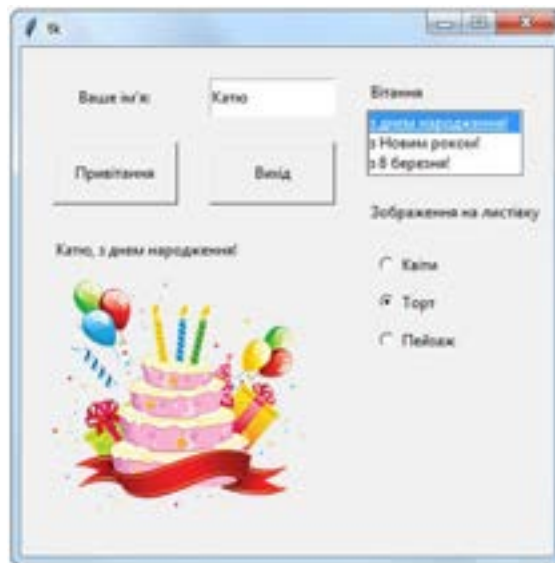 tk
Ваше ім'я:
Катю
Вітання
з днем народження!
з Новим роком!
з 8 березня!
Привітання
Вихід
Зображення на листівку
Катю, з днем народження!
Квіти
Торт
Пейзаж